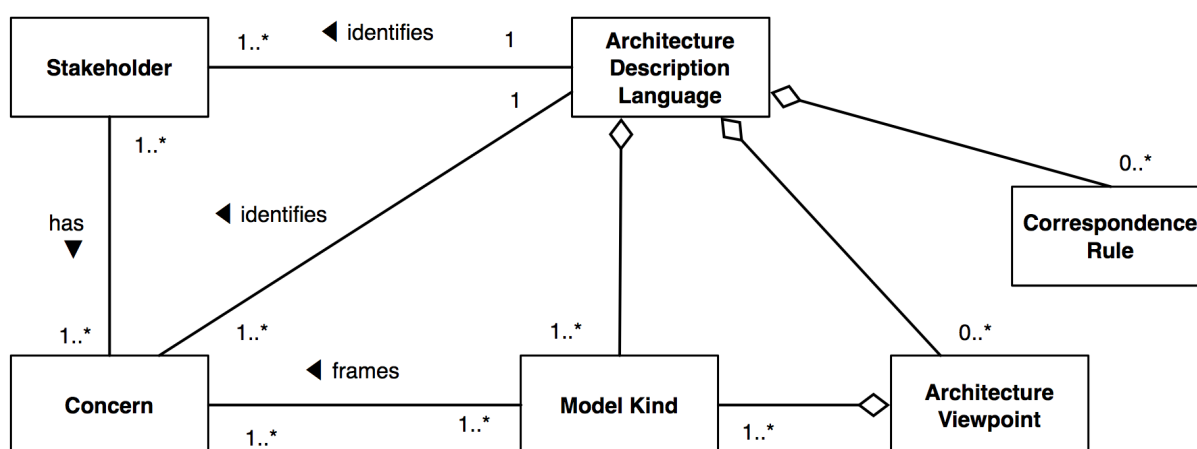 1..*
◀ identifies
1
Stakeholder
Architecture
Description
Language
1
1..*
0..*
has
▼
◀ identifies
Correspondence
Rule
1..*
1..*
1..*
0..*
◀ frames
Concern
Model Kind
Architecture
Viewpoint
1..*
1..*
1..*